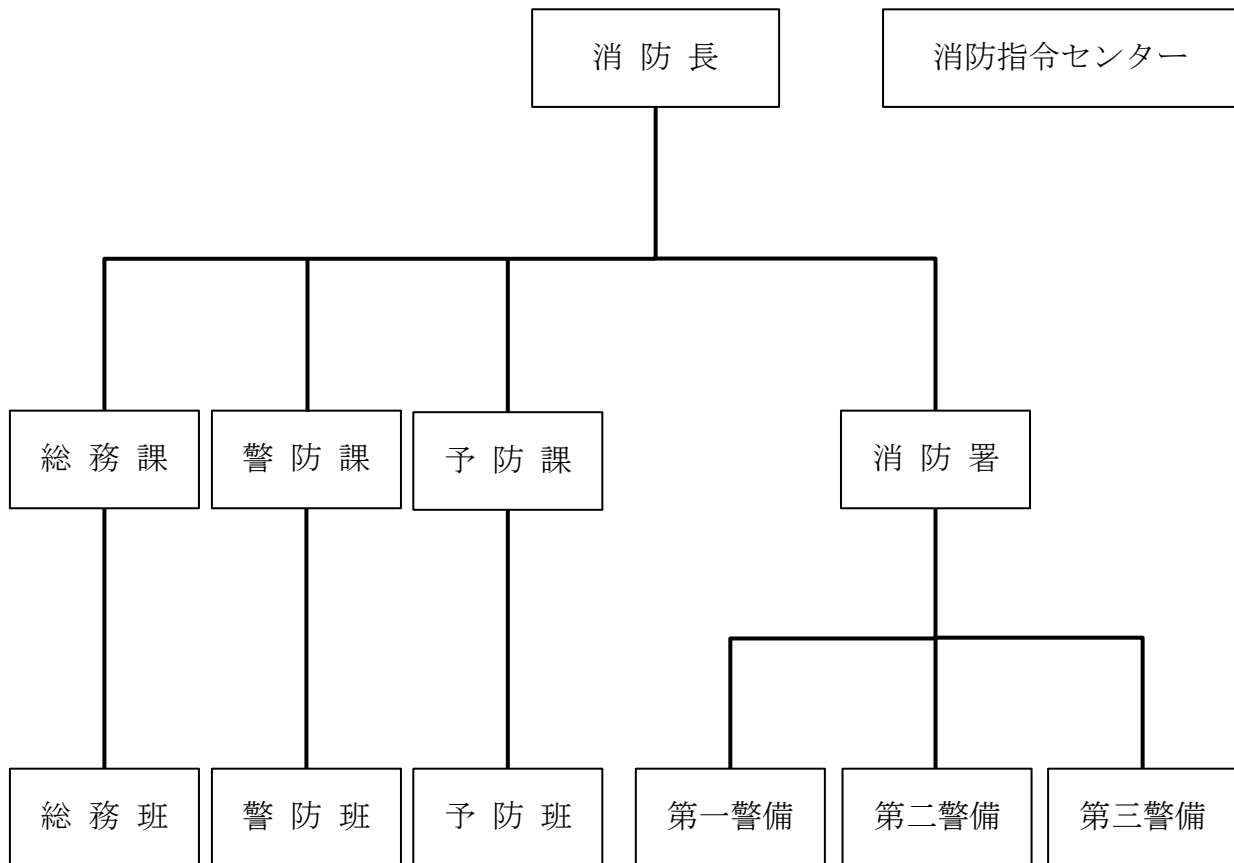 消 防 長
消防指令センター
総 務 課
警 防 課
予 防 課
消 防 署
総 務 班
警 防 班
予 防 班
第一警備
第二警備
第三警備